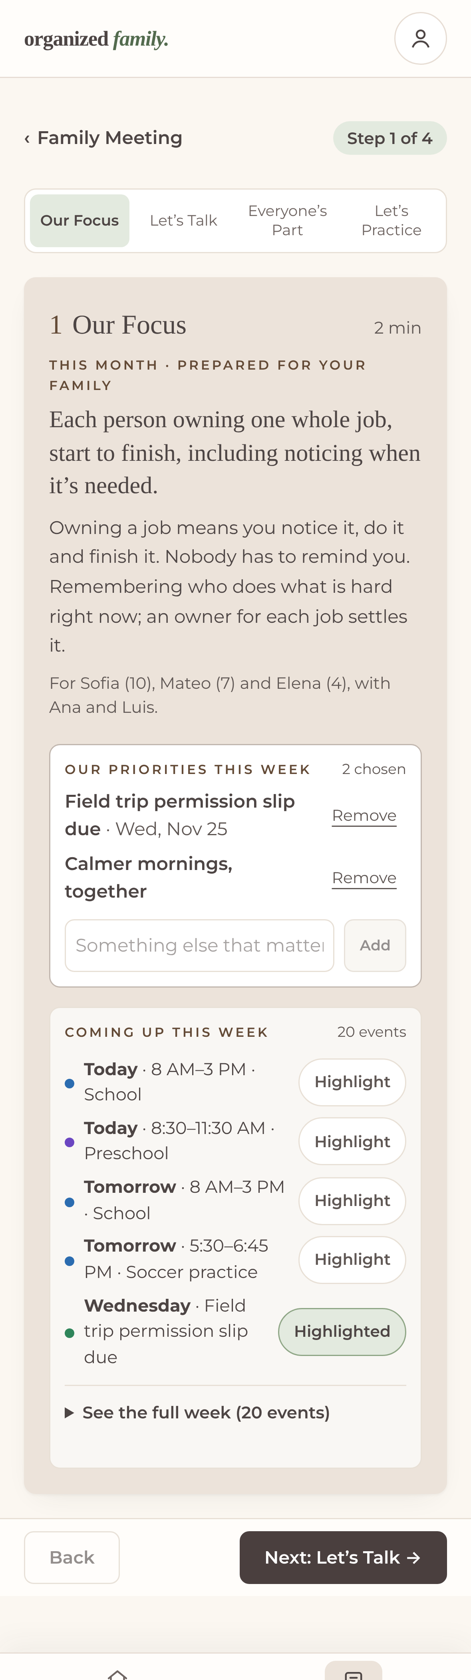 organized family.
‹ Family Meeting
Step 1 of 4
Our Focus
Let’s Talk
Everyone’s
Part
Let’s
Practice
1 Our Focus
2 min
THIS MONTH · PREPARED FOR YOUR
FAMILY
Each person owning one whole job,
start to finish, including noticing when
it’s needed.
Owning a job means you notice it, do it
and finish it. Nobody has to remind you.
Remembering who does what is hard
right now; an owner for each job settles
it.
For Sofia (10), Mateo (7) and Elena (4), with
Ana and Luis.
OUR PRIORITIES THIS WEEK
2 chosen
Field trip permission slip
due · Wed, Nov 25
Remove
Calmer mornings,
together
Remove
Something else that matter
Add
COMING UP THIS WEEK
20 events
Today · 8 AM–3 PM ·
School
Highlight
Today · 8:30–11:30 AM ·
Preschool
Highlight
Tomorrow · 8 AM–3 PM
· School
Highlight
Tomorrow · 5:30–6:45
PM · Soccer practice
Highlight
Wednesday · Field
trip permission slip
due
Highlighted
▶ See the full week (20 events)
Back
Next: Let’s Talk →